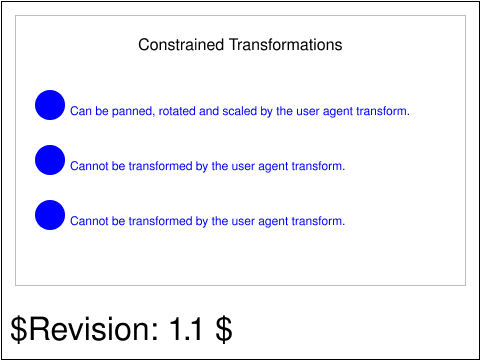 Constrained Transformations
Can be panned, rotated and scaled by the user agent transform.
Cannot be transformed by the user agent transform.
Cannot be transformed by the user agent transform.
$Revision: 1.1 $